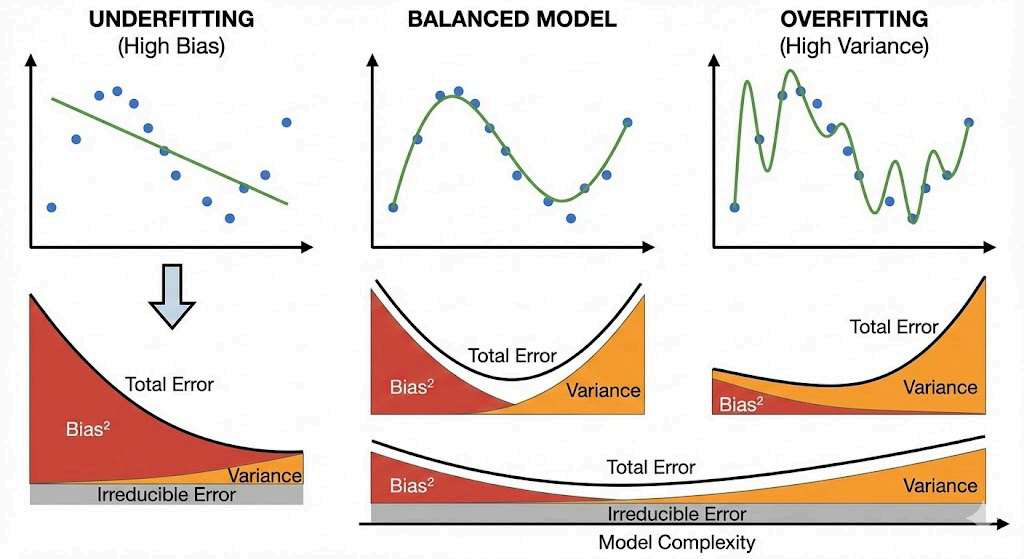 UNDERFITTING
(High Bias)
BALANCED MODEL
OVERFITTING
(High Variance)
Total Error
Bias²
Variance
Irreducible Error
Total Error
Bias²
Variance
Total Error
Bias²
Variance
Total Error
Bias²
Variance
Irreducible Error
Model Complexity